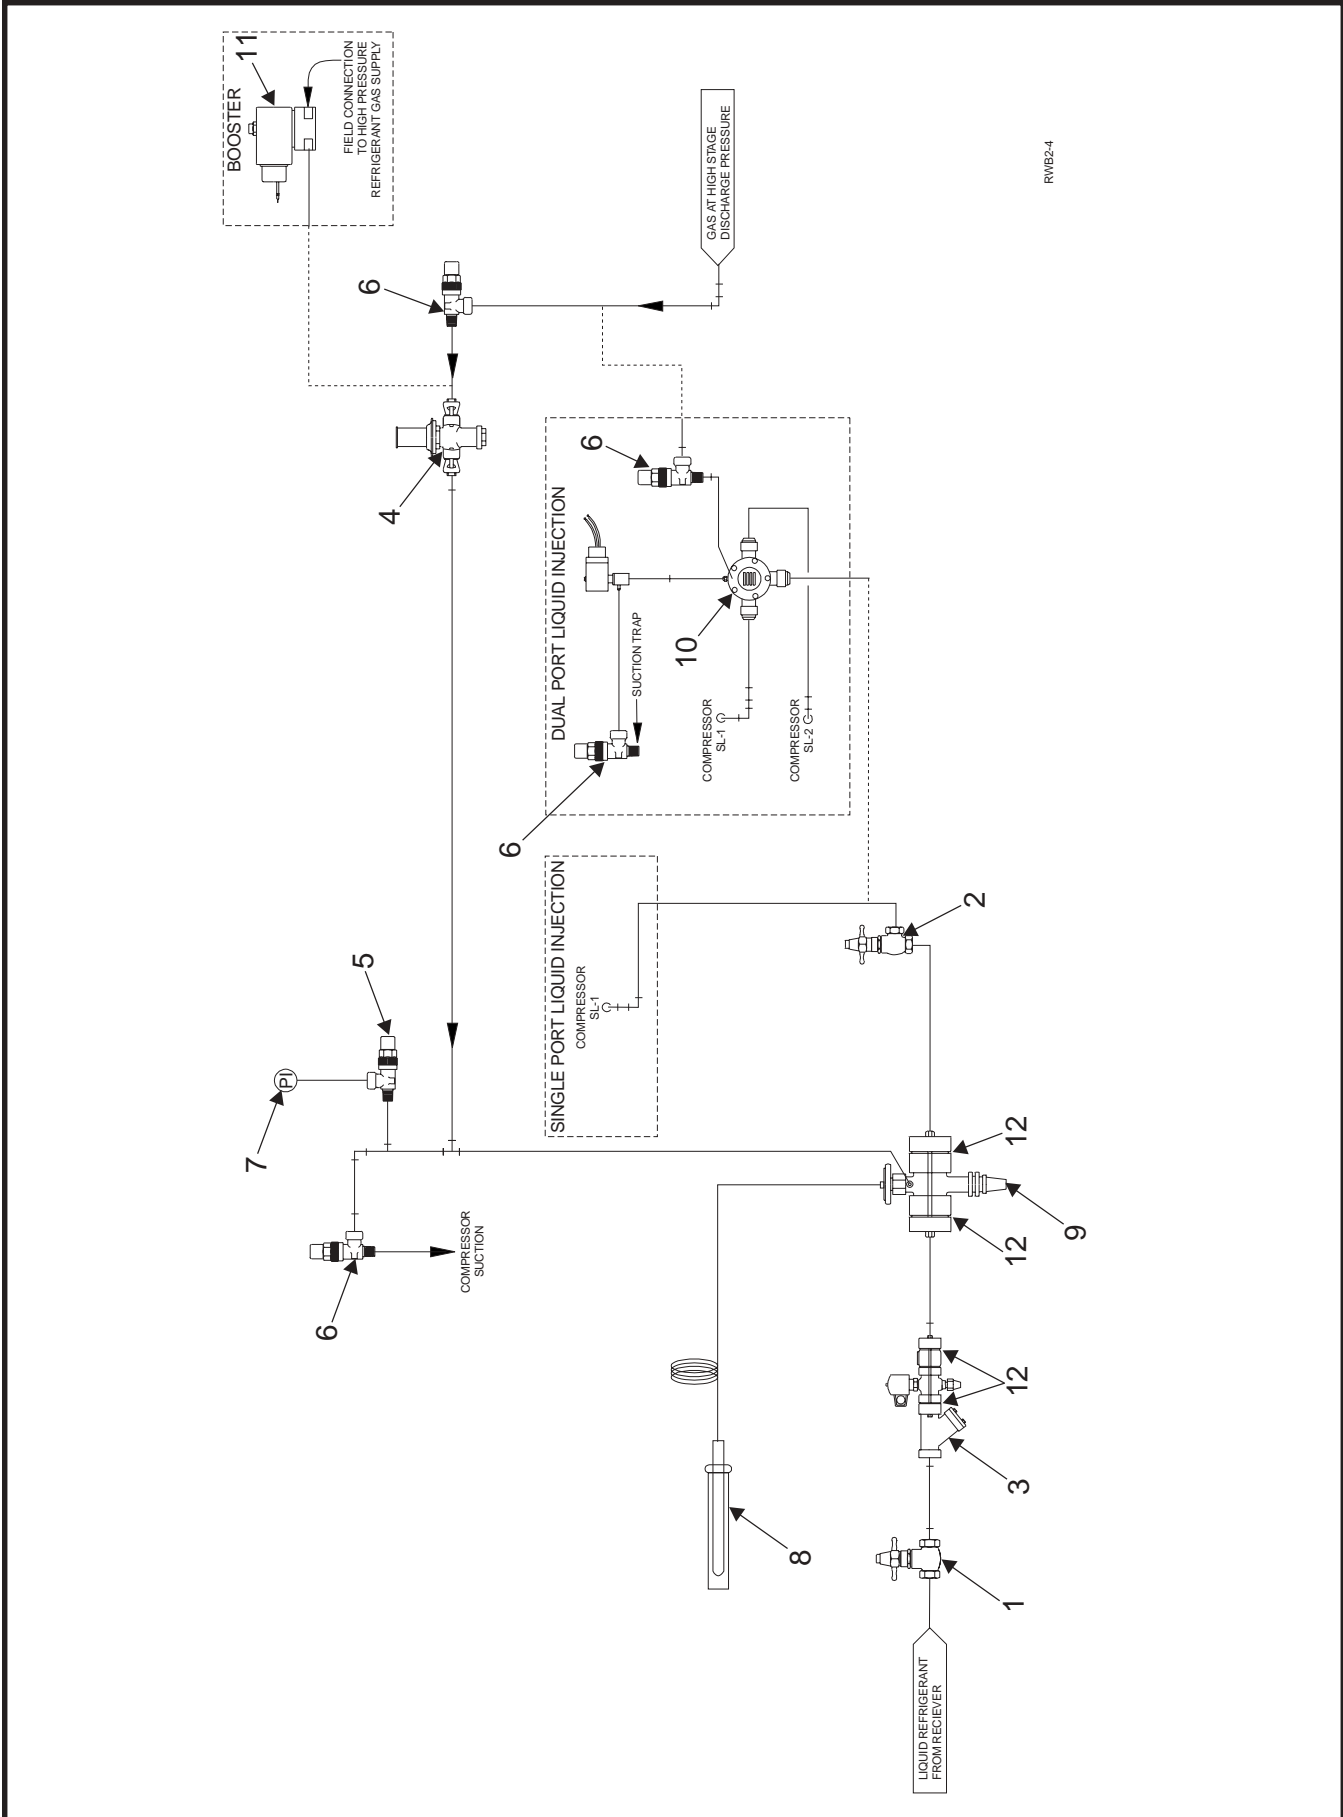 BOOSTER
11
FIELD CONNECTION
TO HIGH PRESSURE
REFRIGERANT GAS SUPPLY
6
4
GAS AT HIGH STAGE
DISCHARGE PRESSURE
RWB2-4
DUAL PORT LIQUID INJECTION
6
10
SUCTION TRAP
6
COMPRESSOR
SL-1
COMPRESSOR
SL-2
SINGLE PORT LIQUID INJECTION
COMPRESSOR
SL-1
2
5
7
PI
6
COMPRESSOR
SUCTION
12
12
9
12
3
8
1
LIQUID REFRIGERANT
FROM RECIEVER